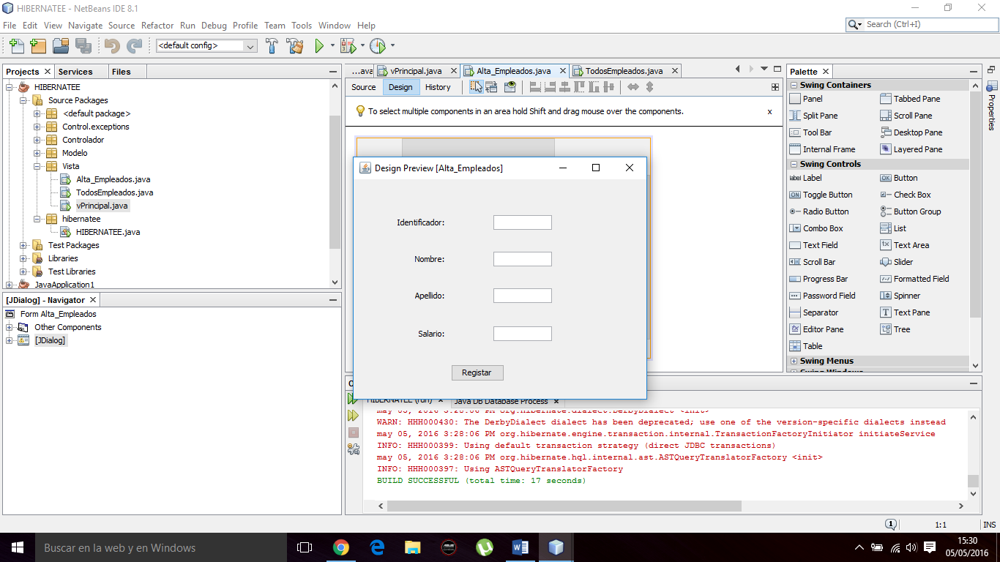 HIBERNATEE - NetBeans IDE 8.1
File Edit View Navigate Source Refactor Run Debug Profile Team Tools Window Help
Search (Ctrl+I)
<default config>
Projects Services Files
HIBERNATEE
Source Packages
<default package>
Control.exceptions
Controlador
Modelo
Vista
Alta_Empleados.java
TodosEmpleados.java
vPrincipal.java
hibernatee
HIBERNATEE.java
Test Packages
Libraries
Test Libraries
JavaApplication1
[JDialog] - Navigator
Form Alta_Empleados
Other Components
[JDialog]
...ava vPrincipal.java Alta_Empleados.java TodosEmpleados.java
Source Design History
To select multiple components in an area hold Shift and drag mouse over the components. x
Design Preview [Alta_Empleados]
Identificador:
Nombre:
Apellido:
Salario:
Registar
HIBERNATEE (run) Java DB Database Process
may 05, 2016 3:28:06 PM org.hibernate.dialect.DerbyDialect <init>
WARN: HHH000430: The DerbyDialect dialect has been deprecated; use one of the version-specific dialects instead
may 05, 2016 3:28:06 PM org.hibernate.engine.transaction.internal.TransactionFactoryInitiator initiateService
INFO: HHH000399: Using default transaction strategy (direct JDBC transactions)
may 05, 2016 3:28:06 PM org.hibernate.hql.internal.ast.ASTQueryTranslatorFactory <init>
INFO: HHH000397: Using ASTQueryTranslatorFactory
BUILD SUCCESSFUL (total time: 17 seconds)
Palette
Swing Containers
Panel Tabbed Pane
Split Pane Scroll Pane
Tool Bar Desktop Pane
Internal Frame Layered Pane
Swing Controls
label Label OK Button
ON Toggle Button Check Box
Radio Button Button Group
Combo Box List
Text Field Text Area
Scroll Bar Slider
Progress Bar Formatted Field
Password Field Spinner
Separator Text Pane
Editor Pane Tree
Table
Swing Menus
Swing Windows
Properties
1 1:1 INS
Buscar en la web y en Windows
15:30
05/05/2016